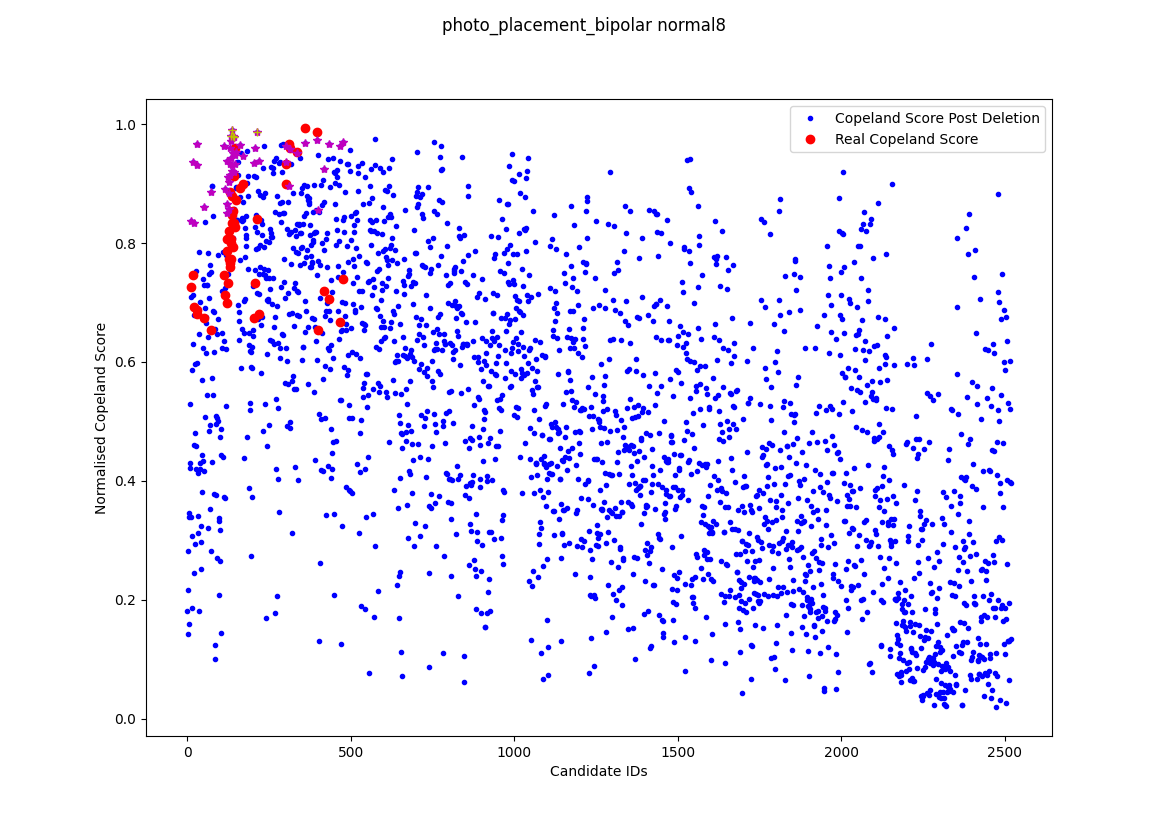 photo_placement_bipolar normal8
Copeland Score Post Deletion
Real Copeland Score
Normalised Copeland Score
1.0
0.8
0.6
0.4
0.2
0.0
0 500 1000 1500 2000 2500
Candidate IDs